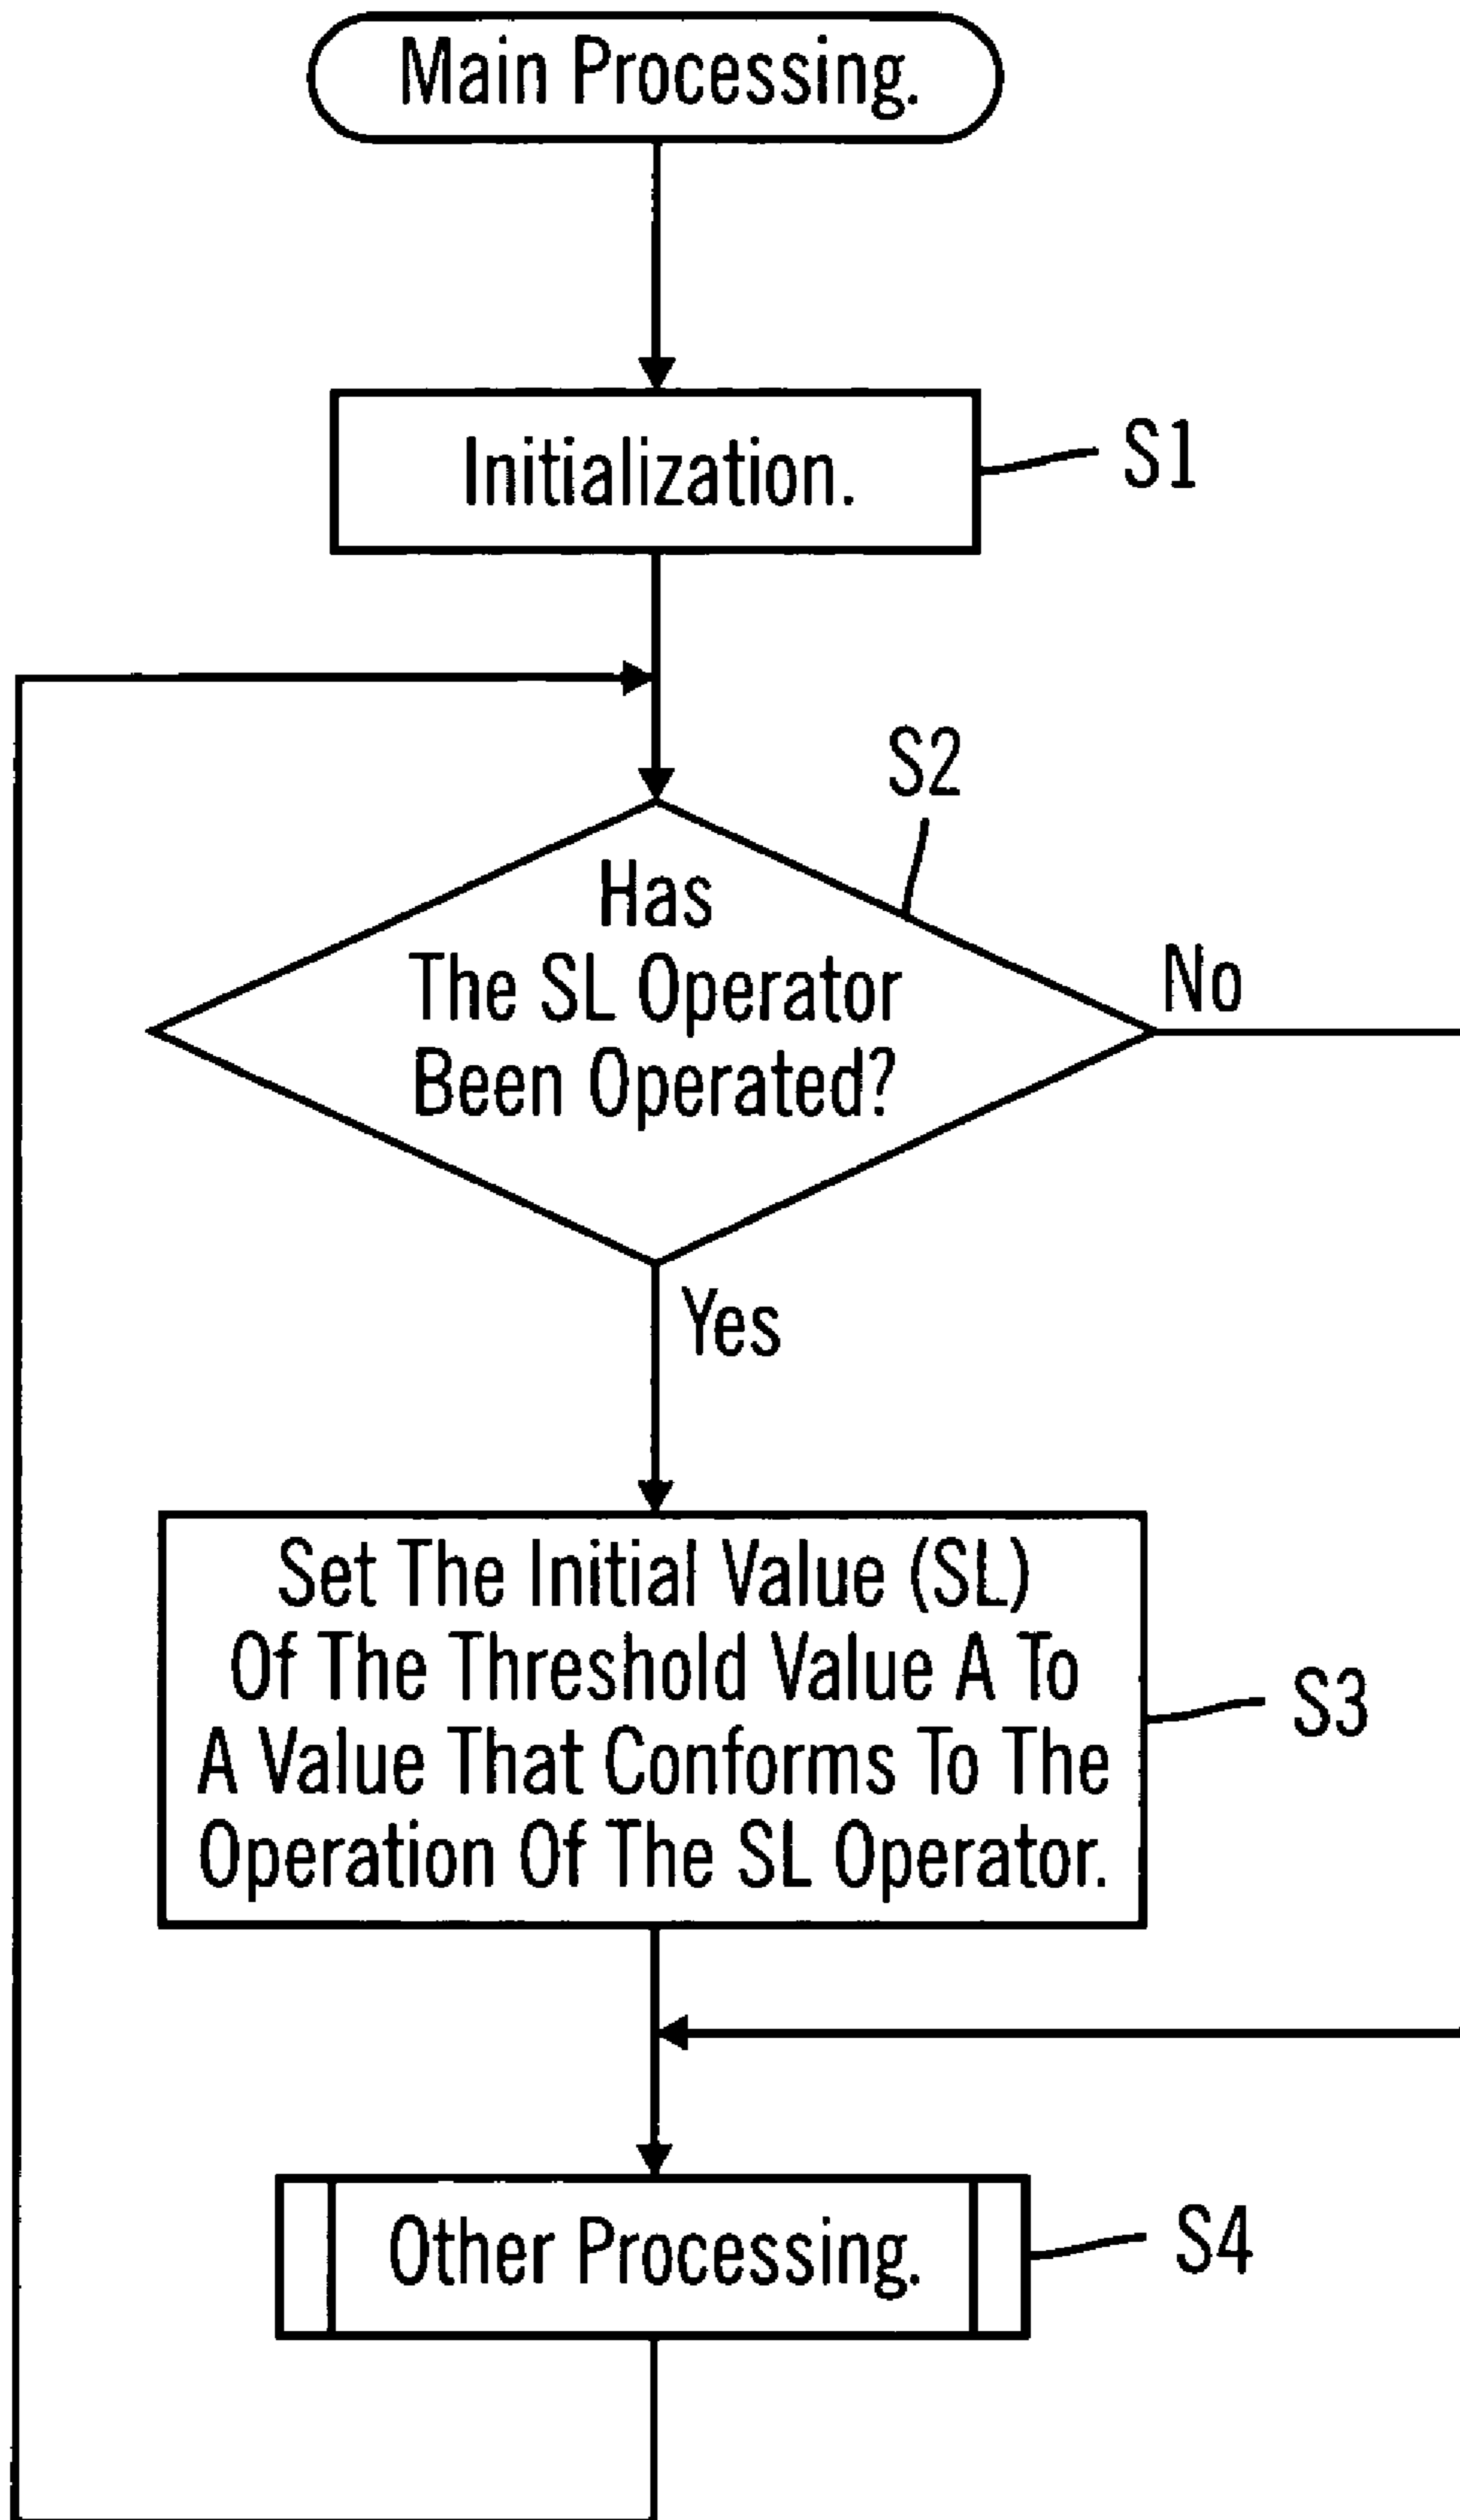 Main Processing.
Initialization.
S1
S2
Has
The SL Operator
Been Operated?
No
Yes
Set The Initial Value (SL)
Of The Threshold Value A To
A Value That Conforms To The
Operation Of The SL Operator.
S3
Other Processing.
S4